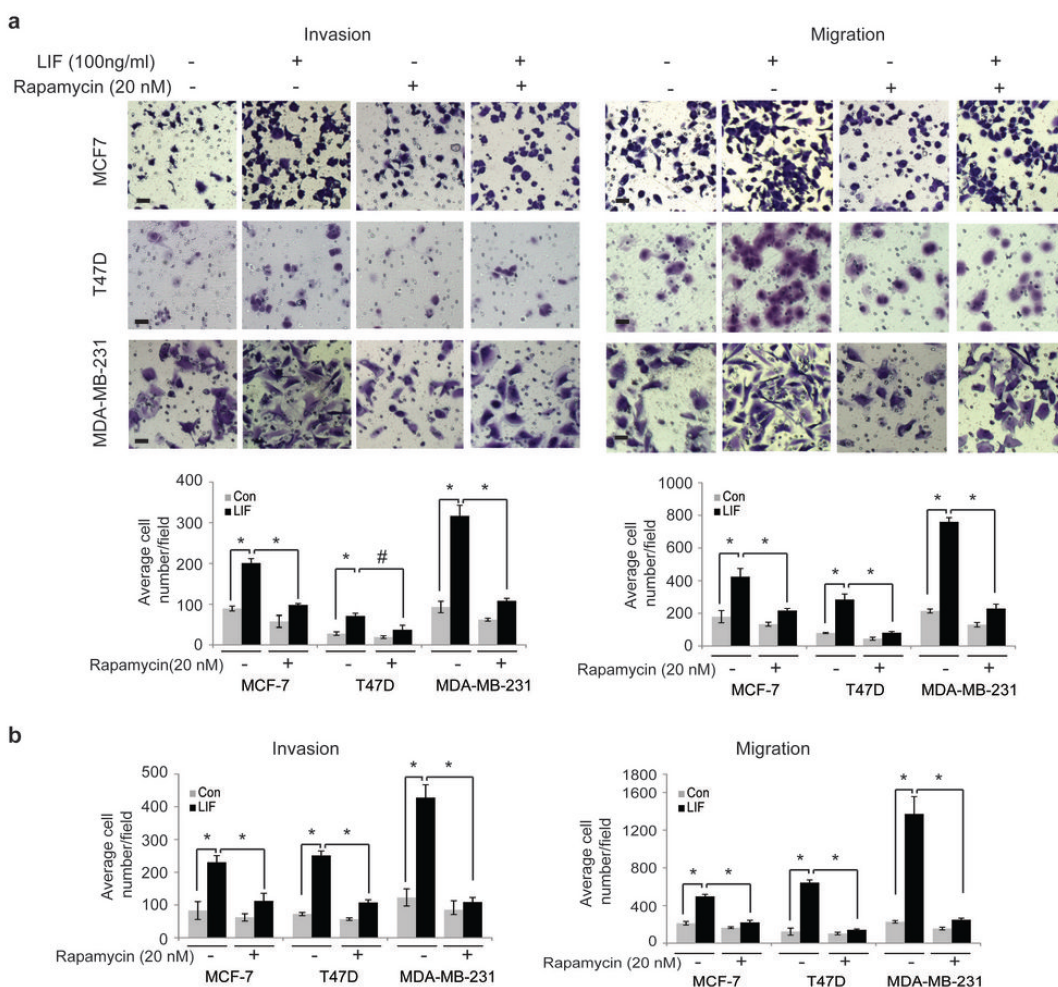 a
Invasion
Migration
LIF (100ng/ml) - + - + - + - +
Rapamycin (20 nM) - - + + - - + +
MCF7
T47D
MDA-MB-231
400
300
200
100
0
Average cell
number/field
Con
LIF
* * * # * *
Rapamycin(20 nM) - + - + - +
MCF-7 T47D MDA-MB-231
1000
800
600
400
200
0
Average cell
number/field
Con
LIF
* * * * * *
Rapamycin(20 nM) - + - + - +
MCF-7 T47D MDA-MB-231
b
Invasion
500
400
300
200
100
0
Average cell
number/field
Con
LIF
* * * * * *
Rapamycin (20 nM) - + - + - +
MCF-7 T47D MDA-MB-231
Migration
1800
1600
1200
800
400
0
Average cell
number/field
Con
LIF
* * * * * *
Rapamycin (20 nM) - + - + - +
MCF-7 T47D MDA-MB-231